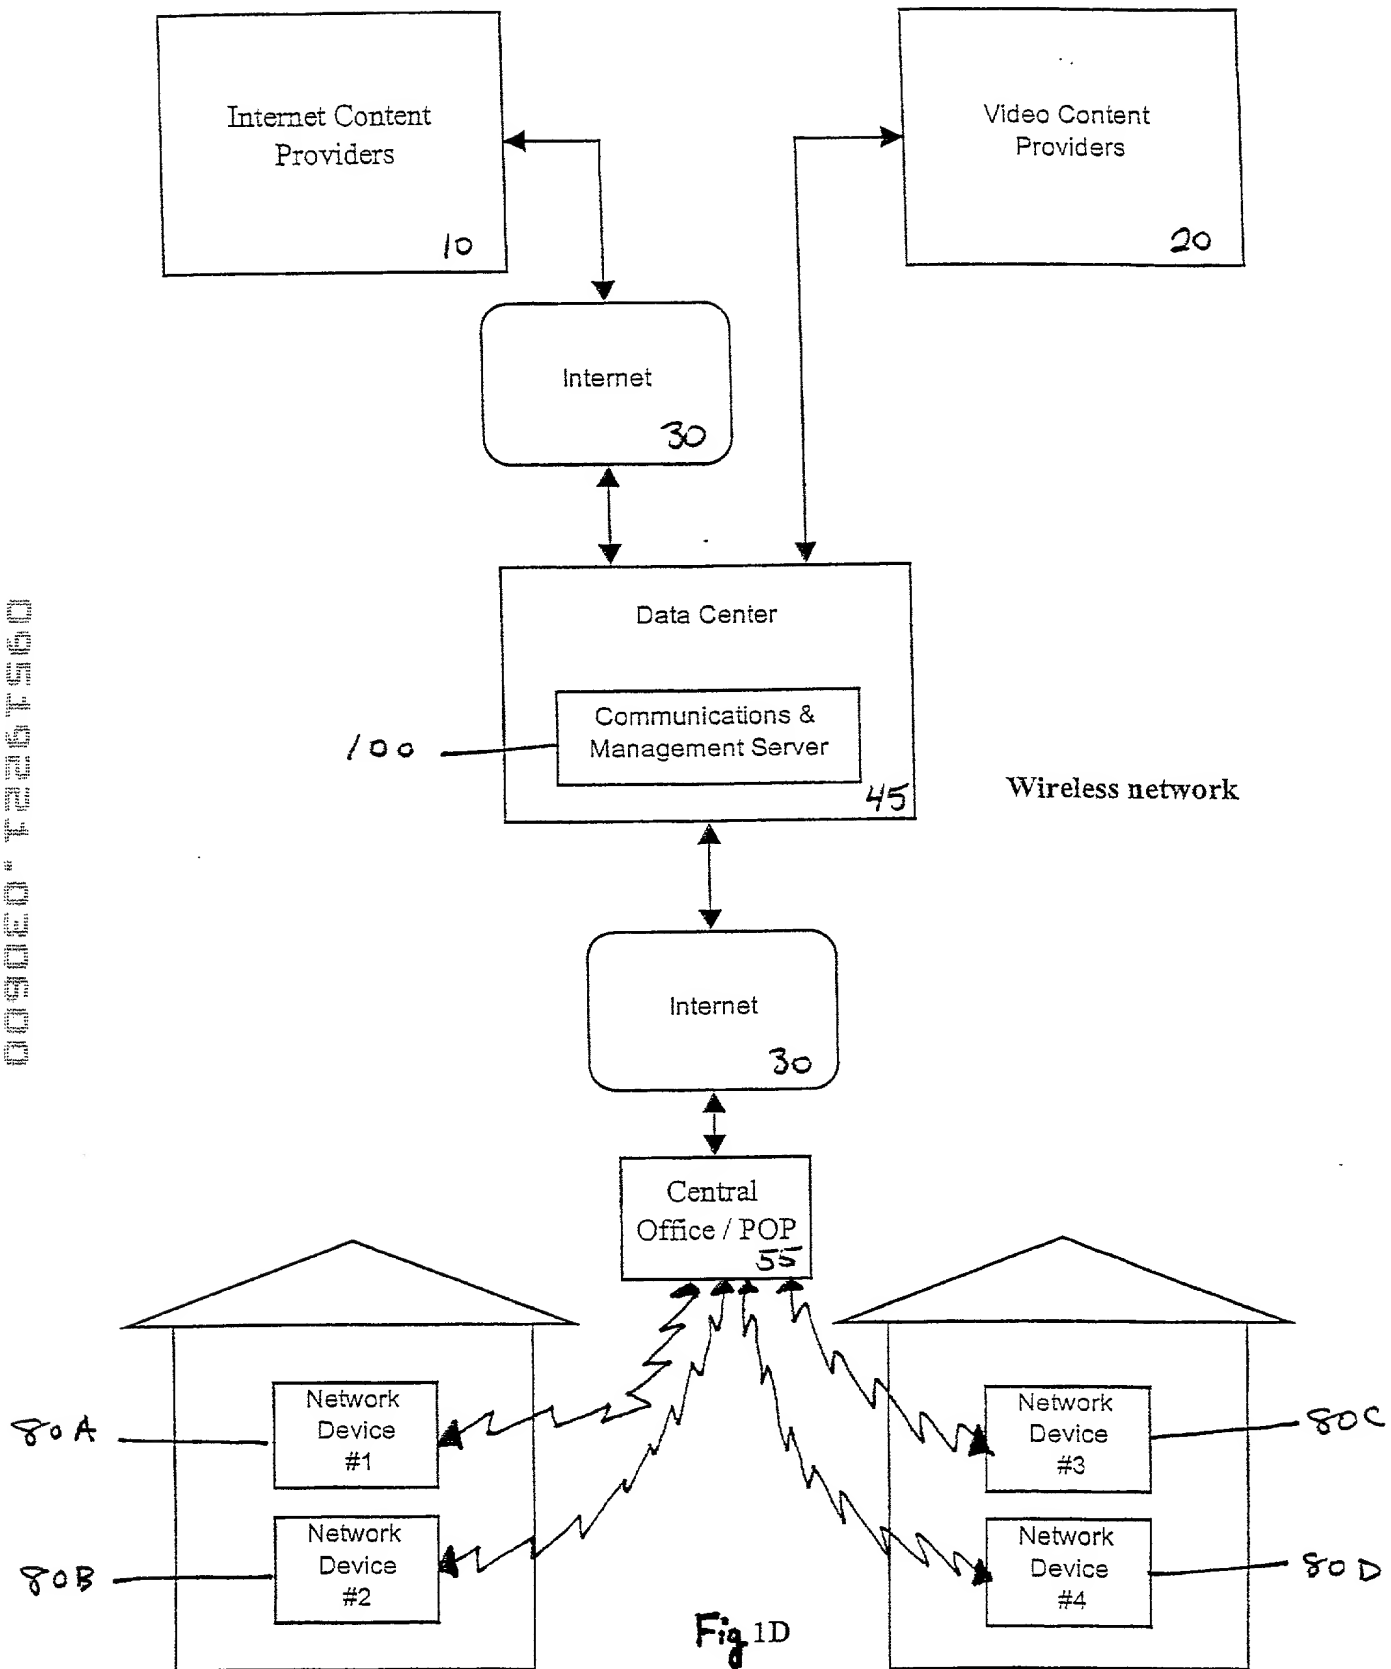 Internet Content
Providers
10
Video Content
Providers
20
Internet
30
Data Center
Communications &
Management Server
100
45
Wireless network
Internet
30
Central
Office / POP
55
Network
Device
#1
80A
Network
Device
#2
80B
Network
Device
#3
80C
Network
Device
#4
80D
Fig 1D